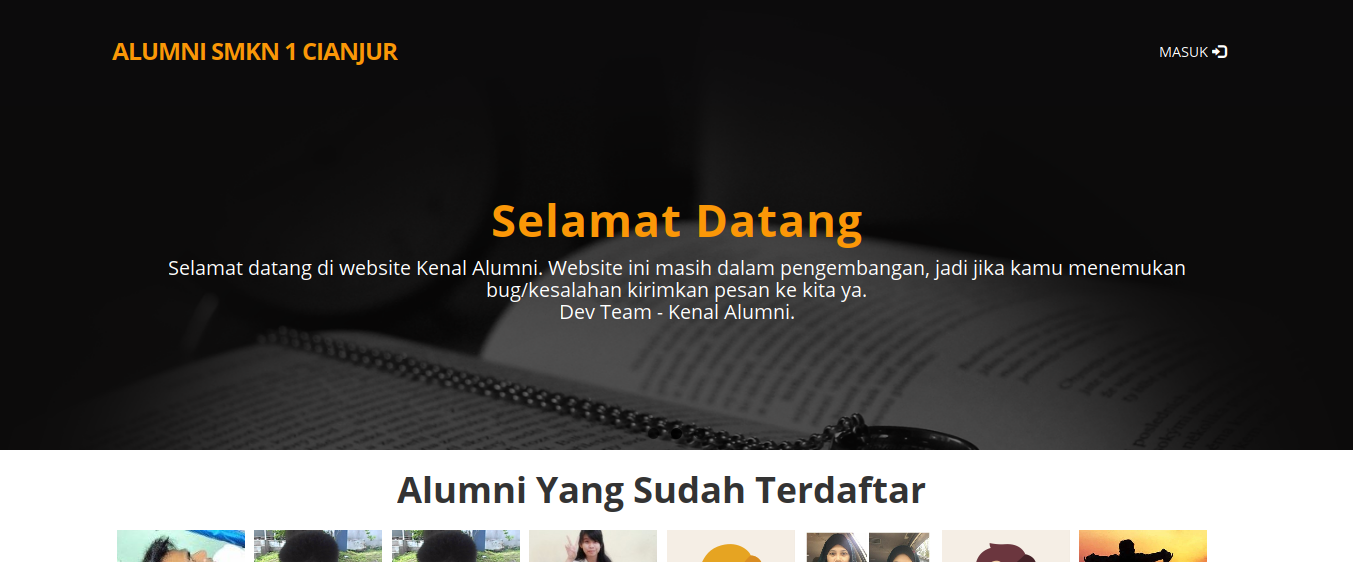 ALUMNI SMKN 1 CIANJUR
MASUK
Selamat Datang
Selamat datang di website Kenal Alumni. Website ini masih dalam pengembangan, jadi jika kamu menemukan
bug/kesalahan kirimkan pesan ke kita ya.
Dev Team - Kenal Alumni.
Alumni Yang Sudah Terdaftar